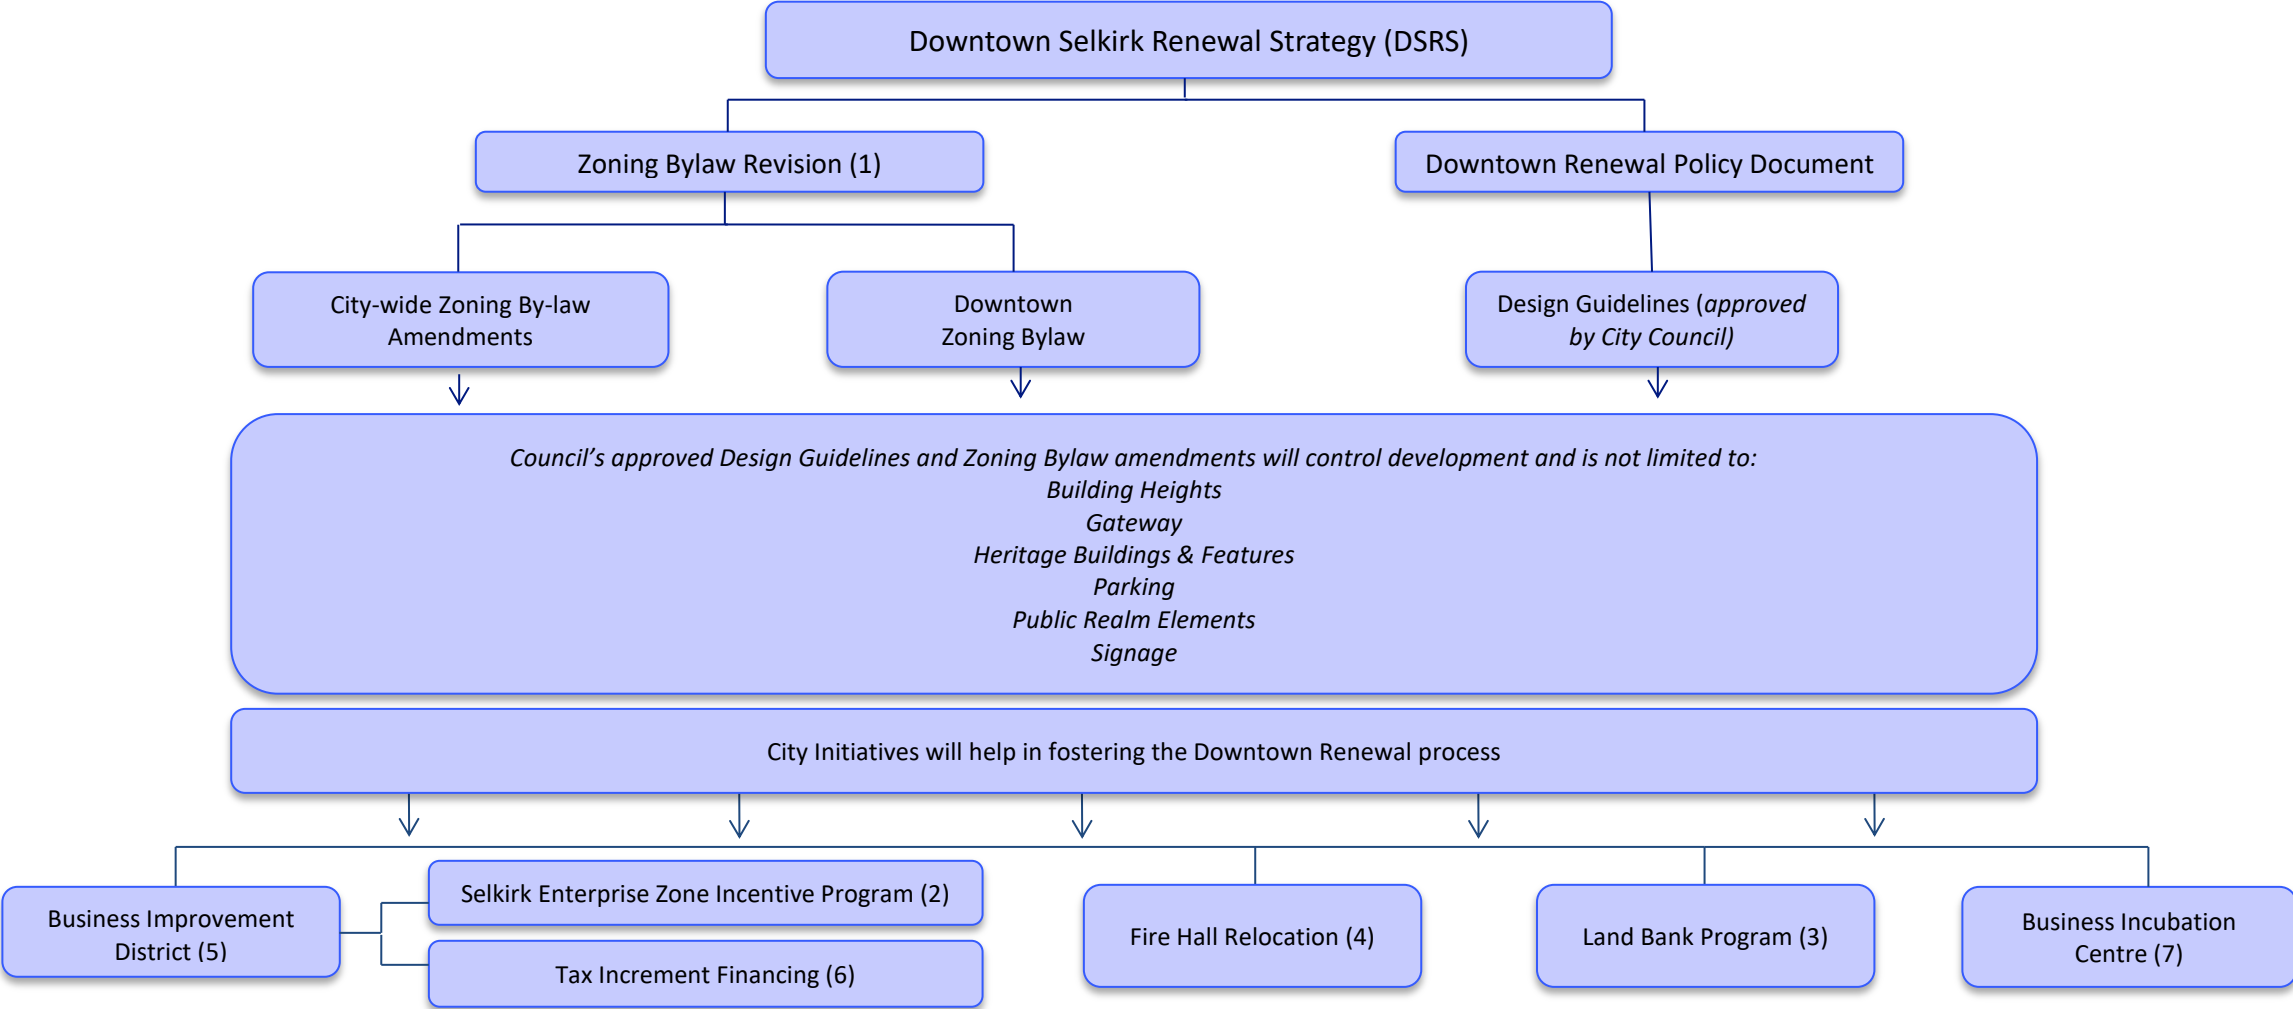 Downtown Selkirk Renewal Strategy (DSRS)
Zoning Bylaw Revision (1)
Downtown Renewal Policy Document
City-wide Zoning By-law
Amendments
Downtown
Zoning Bylaw
Design Guidelines (approved
by City Council)
Council’s approved Design Guidelines and Zoning Bylaw amendments will control development and is not limited to:
Building Heights
Gateway
Heritage Buildings & Features
Parking
Public Realm Elements
Signage
City Initiatives will help in fostering the Downtown Renewal process
Business Improvement
District (5)
Selkirk Enterprise Zone Incentive Program (2)
Tax Increment Financing (6)
Fire Hall Relocation (4)
Land Bank Program (3)
Business Incubation
Centre (7)